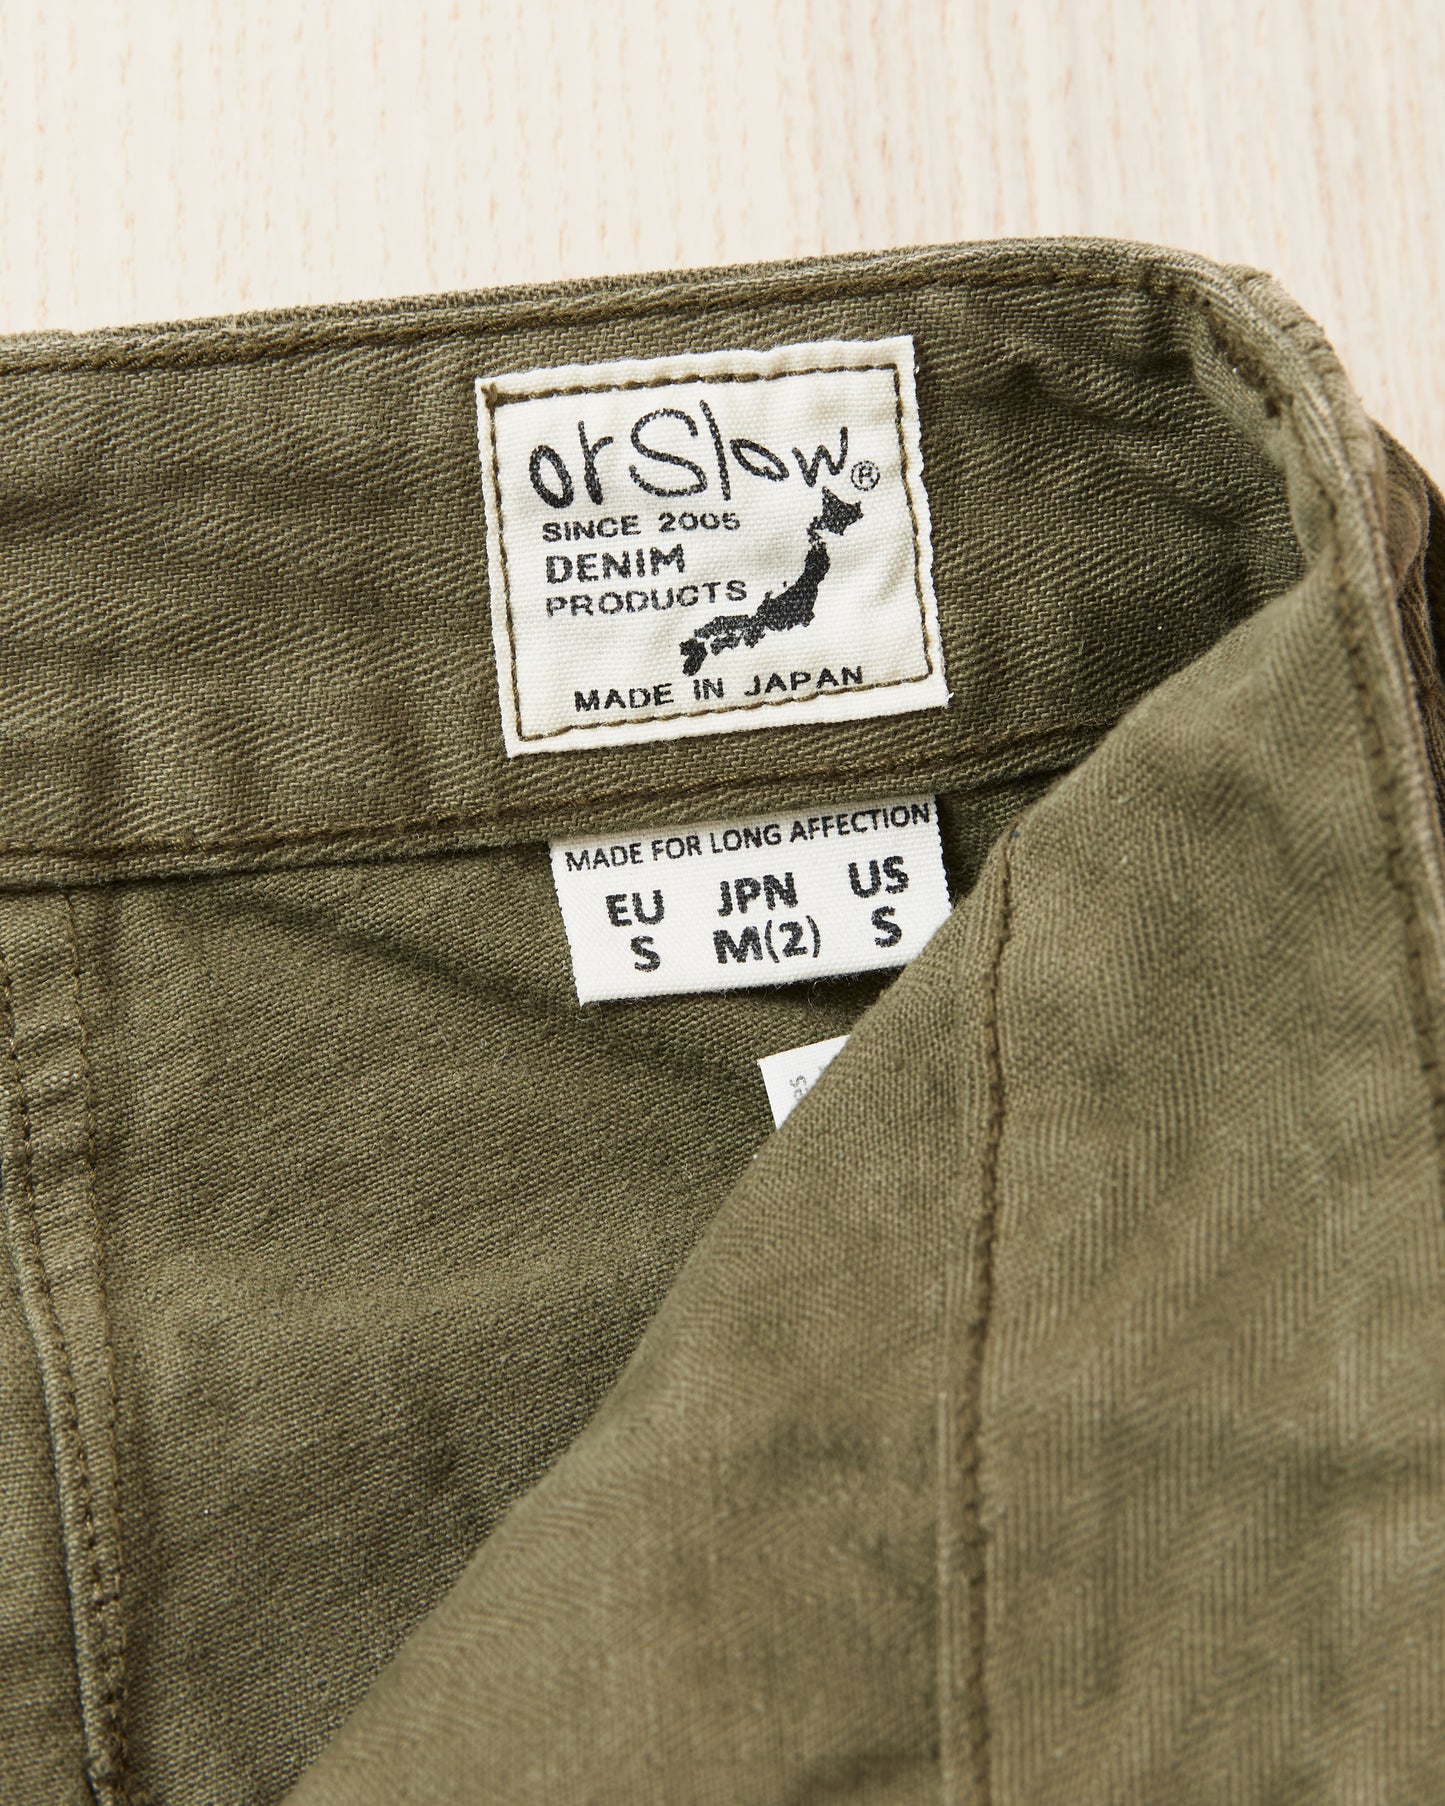 orSlow®
SINCE 2005
DENIM
PRODUCTS
MADE IN JAPAN
MADE FOR LONG AFFECTION
EU JPN US
S M(2) S